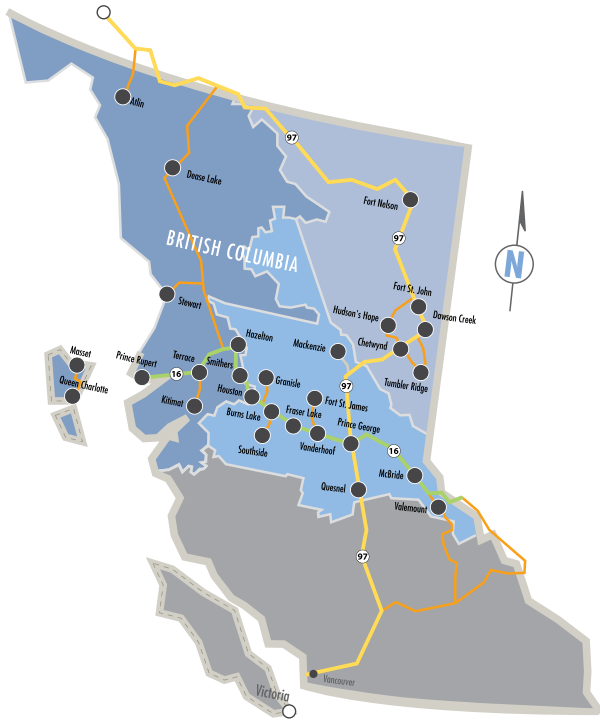 Atlin
97
Dease Lake
Fort Nelson
97
BRITISH COLUMBIA
N
Fort St. John
Stewart
Hudson's Hope
Dawson Creek
Hazelton
Mackenzie
Chetwynd
Masset
Prince Rupert
Terrace
Smithers
16
Tumbler Ridge
Queen Charlotte
Granisle
97
Houston
Kitimat
Fort St. James
Burns Lake
Fraser Lake
Prince George
Southside
Vanderhoof
16
McBride
Quesnel
Valemount
97
Vancouver
Victoria